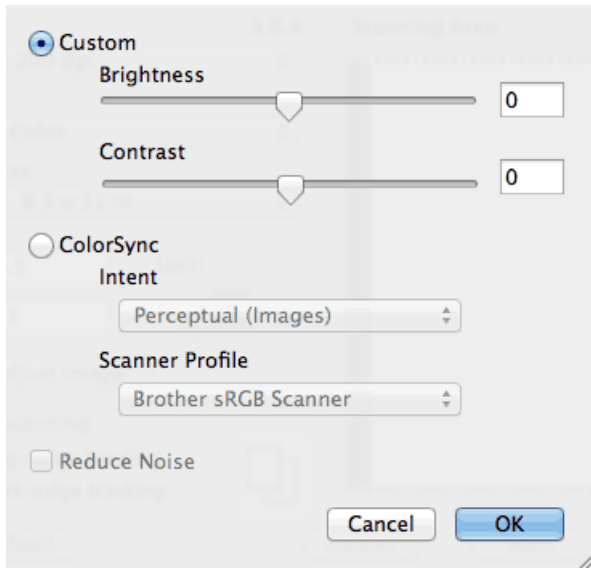 Custom
Brightness
0
Contrast
0
ColorSync
Intent
Perceptual (Images)
Scanner Profile
Brother sRGB Scanner
Reduce Noise
Cancel OK